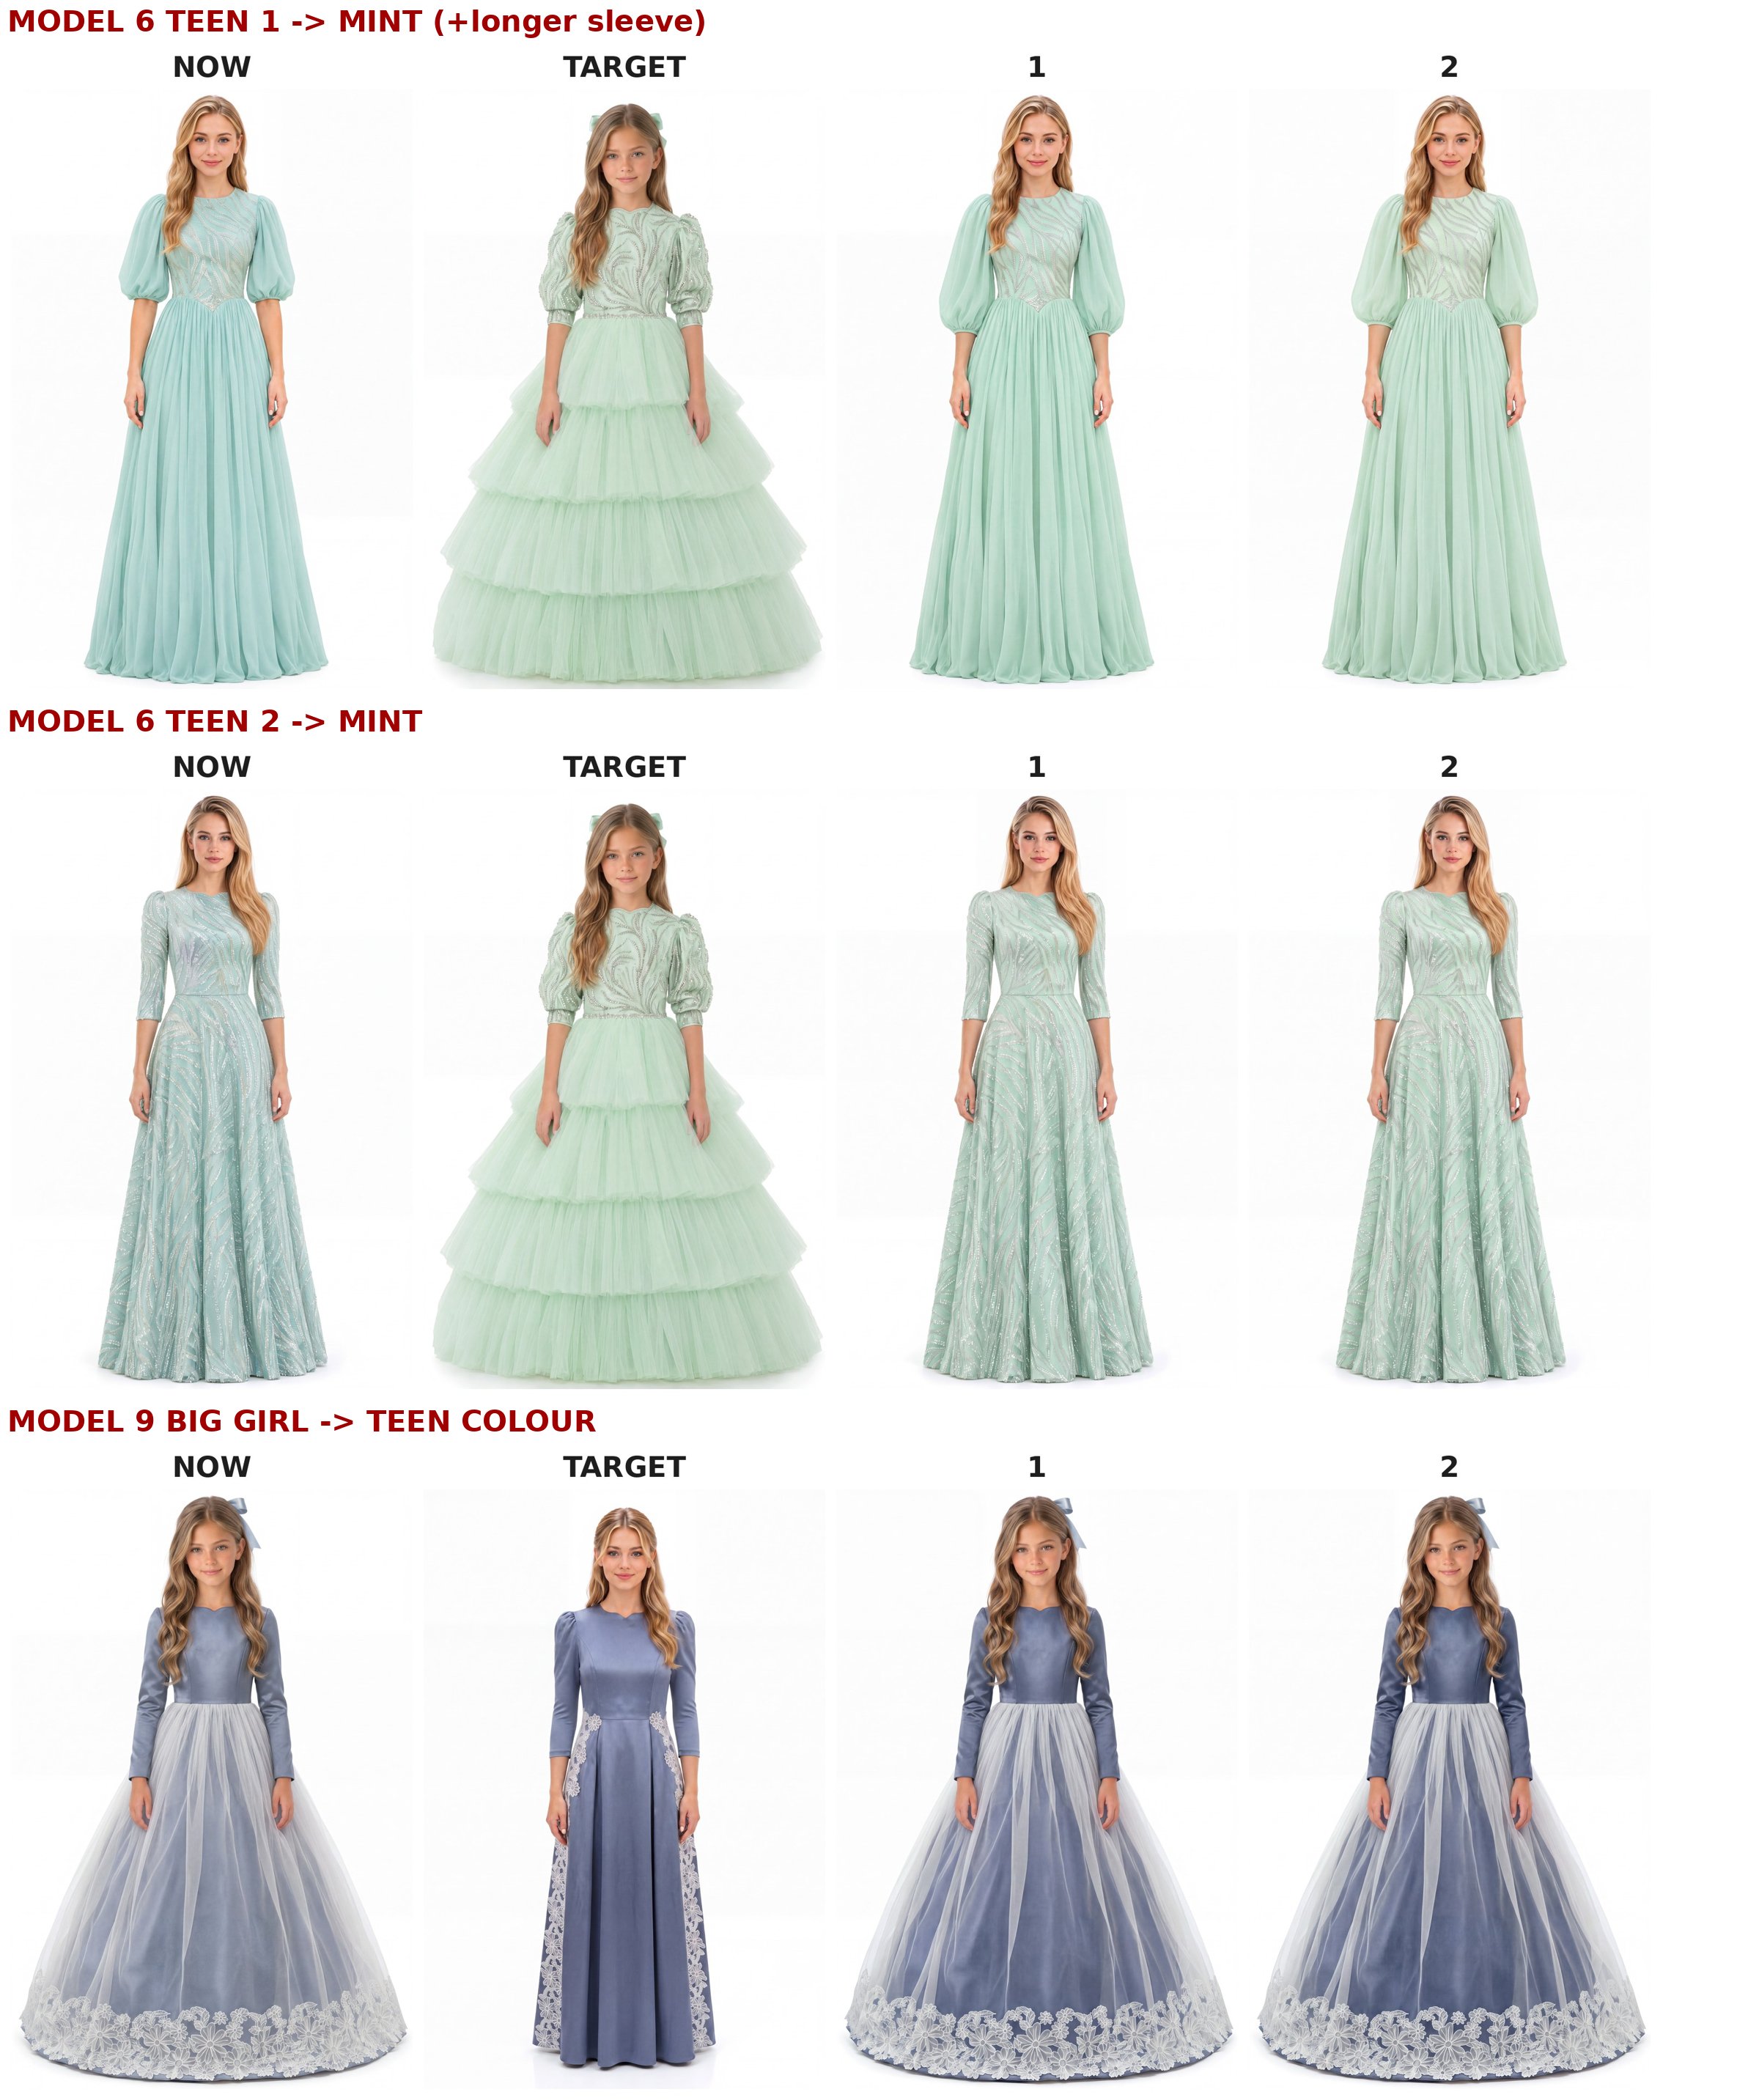 MODEL 6 TEEN 1 -> MINT (+longer sleeve)
NOW TARGET 1 2
MODEL 6 TEEN 2 -> MINT
NOW TARGET 1 2
MODEL 9 BIG GIRL -> TEEN COLOUR
NOW TARGET 1 2